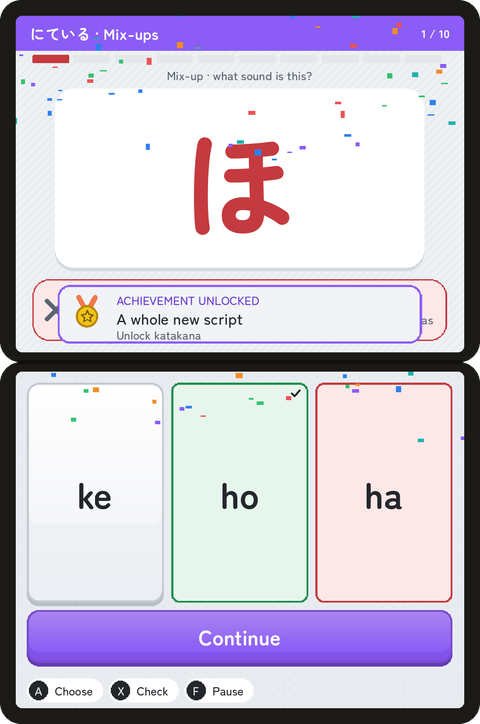 にている · Mix-ups
1 / 10
Mix-up · what sound is this?
ほ
ACHIEVEMENT UNLOCKED
A whole new script
Unlock katakana
as
ke
ho
ha
Continue
A Choose
X Check
F Pause